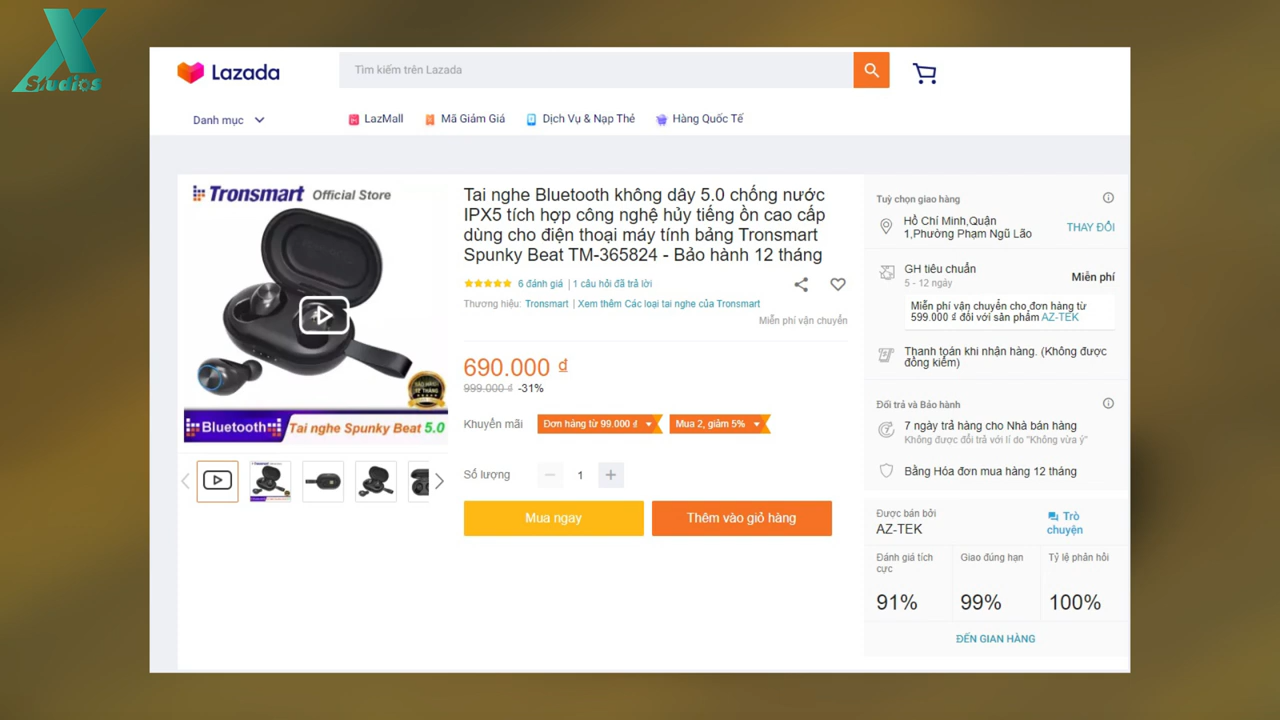 X
Studios
Lazada
Tìm kiếm trên Lazada
Danh mục
LazMall
Mã Giảm Giá
Dịch Vụ & Nạp Thẻ
Hàng Quốc Tế
Tronsmart Official Store
Bluetooth
Tai nghe Spunky Beat 5.0
Tai nghe Bluetooth không dây 5.0 chống nước
IPX5 tích hợp công nghệ hủy tiếng ồn cao cấp
dùng cho điện thoại máy tính bảng Tronsmart
Spunky Beat TM-365824 - Bảo hành 12 tháng
6 đánh giá | 1 câu hỏi đã trả lời
Thương hiệu: Tronsmart | Xem thêm Các loại tai nghe của Tronsmart
Miễn phí vận chuyển
690.000 ₫
999.000 ₫ -31%
Khuyến mãi
Đơn hàng từ 99.000 ₫
Mua 2, giảm 5%
Số lượng
− 1 +
Mua ngay
Thêm vào giỏ hàng
Tuỳ chọn giao hàng
Hồ Chí Minh,Quận
1,Phường Phạm Ngũ Lão
THAY ĐỔI
GH tiêu chuẩn
5 - 12 ngày
Miễn phí
Miễn phí vận chuyển cho đơn hàng từ
599.000 ₫ đối với sản phẩm AZ-TEK
Thanh toán khi nhận hàng. (Không được
đồng kiểm)
Đổi trả và Bảo hành
7 ngày trả hàng cho Nhà bán hàng
Không được đổi trả với lí do "Không vừa ý"
Bằng Hóa đơn mua hàng 12 tháng
Được bán bởi
AZ-TEK
Trò
chuyện
Đánh giá tích
cực
Giao đúng hạn
Tỷ lệ phản hồi
91%
99%
100%
ĐẾN GIAN HÀNG